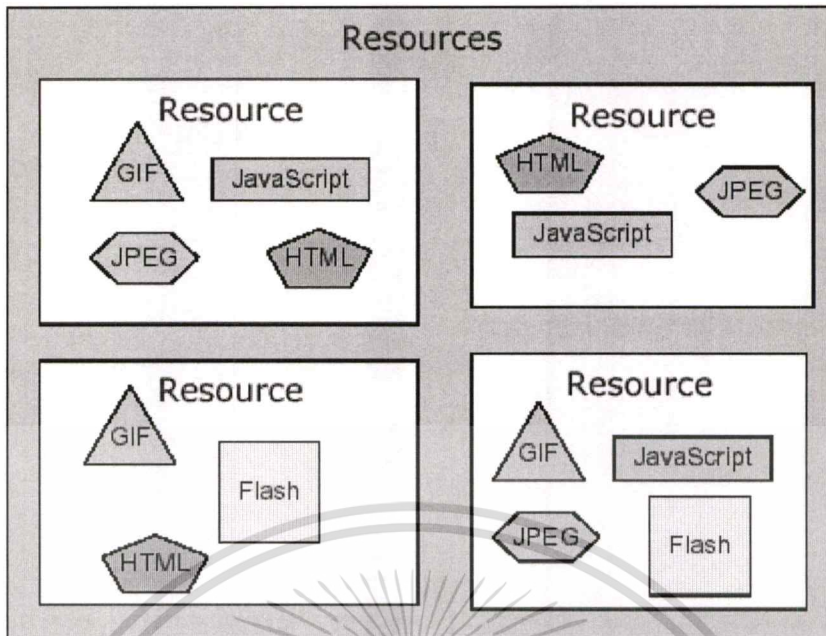 Resources
Resource
GIF
JavaScript
JPEG
HTML
Resource
HTML
JPEG
JavaScript
Resource
GIF
Flash
HTML
Resource
GIF
JavaScript
JPEG
Flash